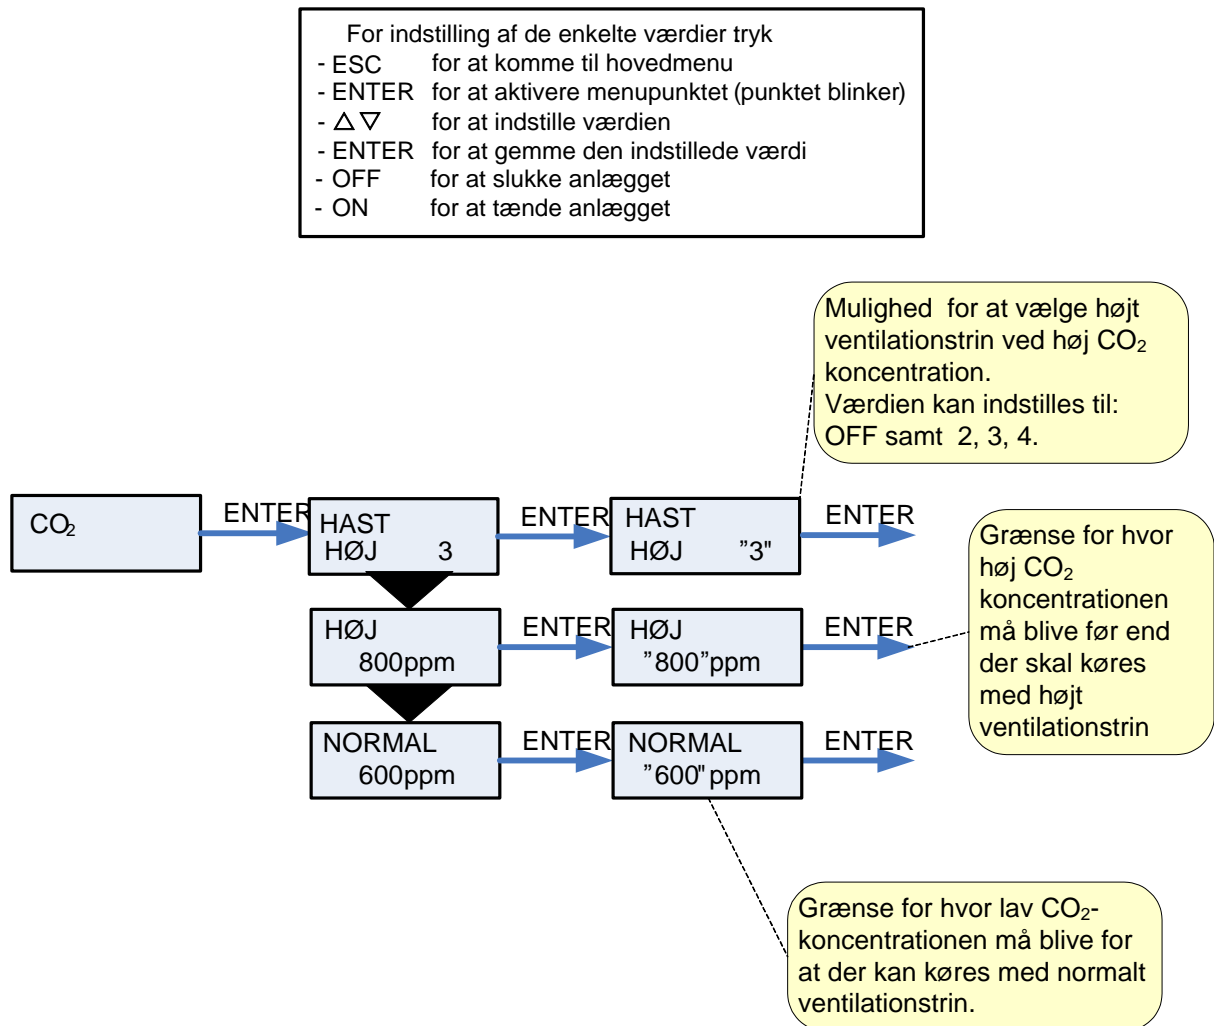 For indstilling af de enkelte værdier tryk
- ESC for at komme til hovedmenu
- ENTER for at aktivere menupunktet (punktet blinker)
- △ ▽ for at indstille værdien
- ENTER for at gemme den indstillede værdi
- OFF for at slukke anlægget
- ON for at tænde anlægget
Mulighed for at vælge højt
ventilationstrin ved høj CO₂
koncentration.
Værdien kan indstilles til:
OFF samt 2, 3, 4.
CO₂
ENTER
HAST
HØJ 3
ENTER
HAST
HØJ ”3"
ENTER
Grænse for hvor
høj CO₂
koncentrationen
må blive før end
der skal køres
med højt
ventilationstrin
HØJ
800ppm
ENTER
HØJ
”800”ppm
ENTER
NORMAL
600ppm
ENTER
NORMAL
”600"ppm
ENTER
Grænse for hvor lav CO₂-
koncentrationen må blive for
at der kan køres med normalt
ventilationstrin.